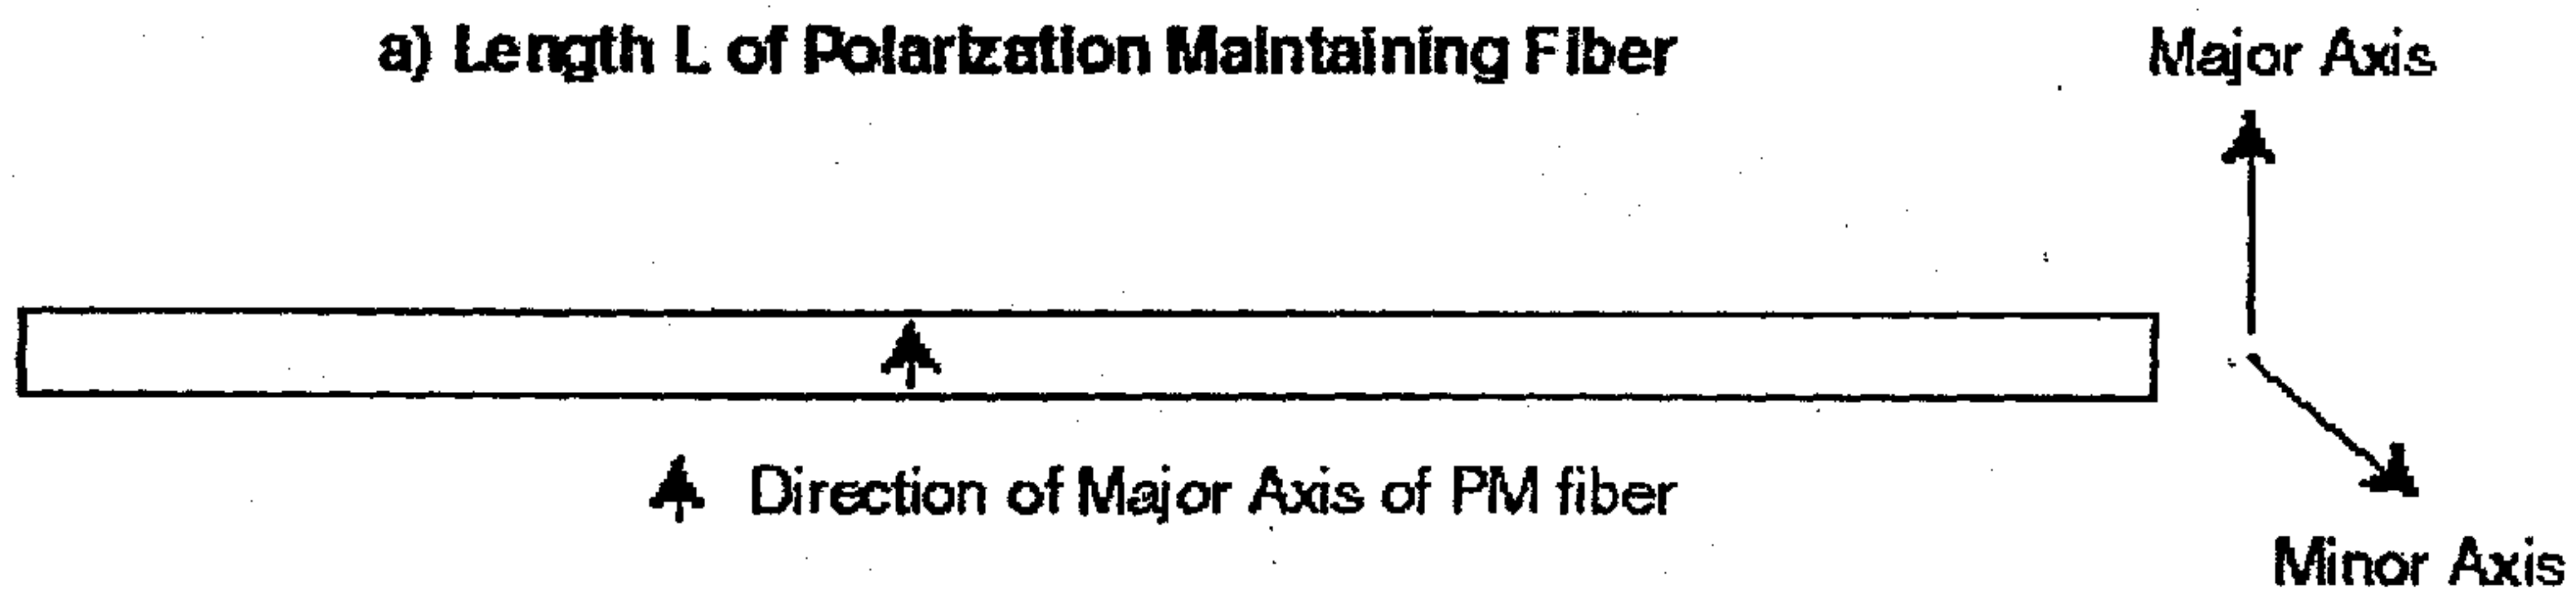 a) Length L of Polarization Maintaining Fiber
Major Axis
Direction of Major Axis of PM fiber
Minor Axis